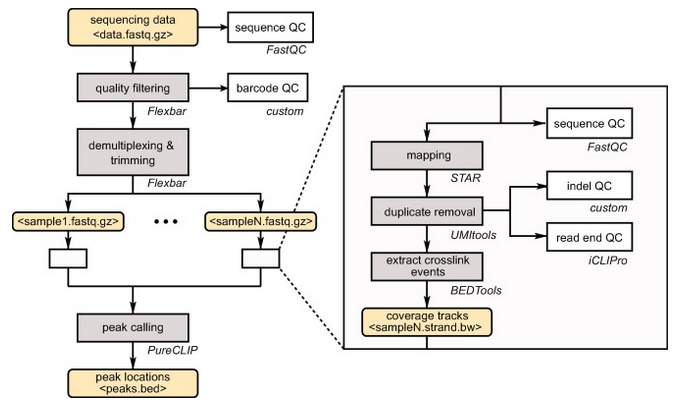 sequencing data
<data.fastq.gz>
sequence QC
FastQC
quality filtering
Flexbar
barcode QC
custom
demultiplexing &
trimming
Flexbar
<sample1.fastq.gz>
<sampleN.fastq.gz>
peak calling
PureCLIP
peak locations
<peaks.bed>
sequence QC
FastQC
mapping
STAR
duplicate removal
UMItools
indel QC
custom
read end QC
iCLIPro
extract crosslink
events
BEDTools
coverage tracks
<sampleN.strand.bw>